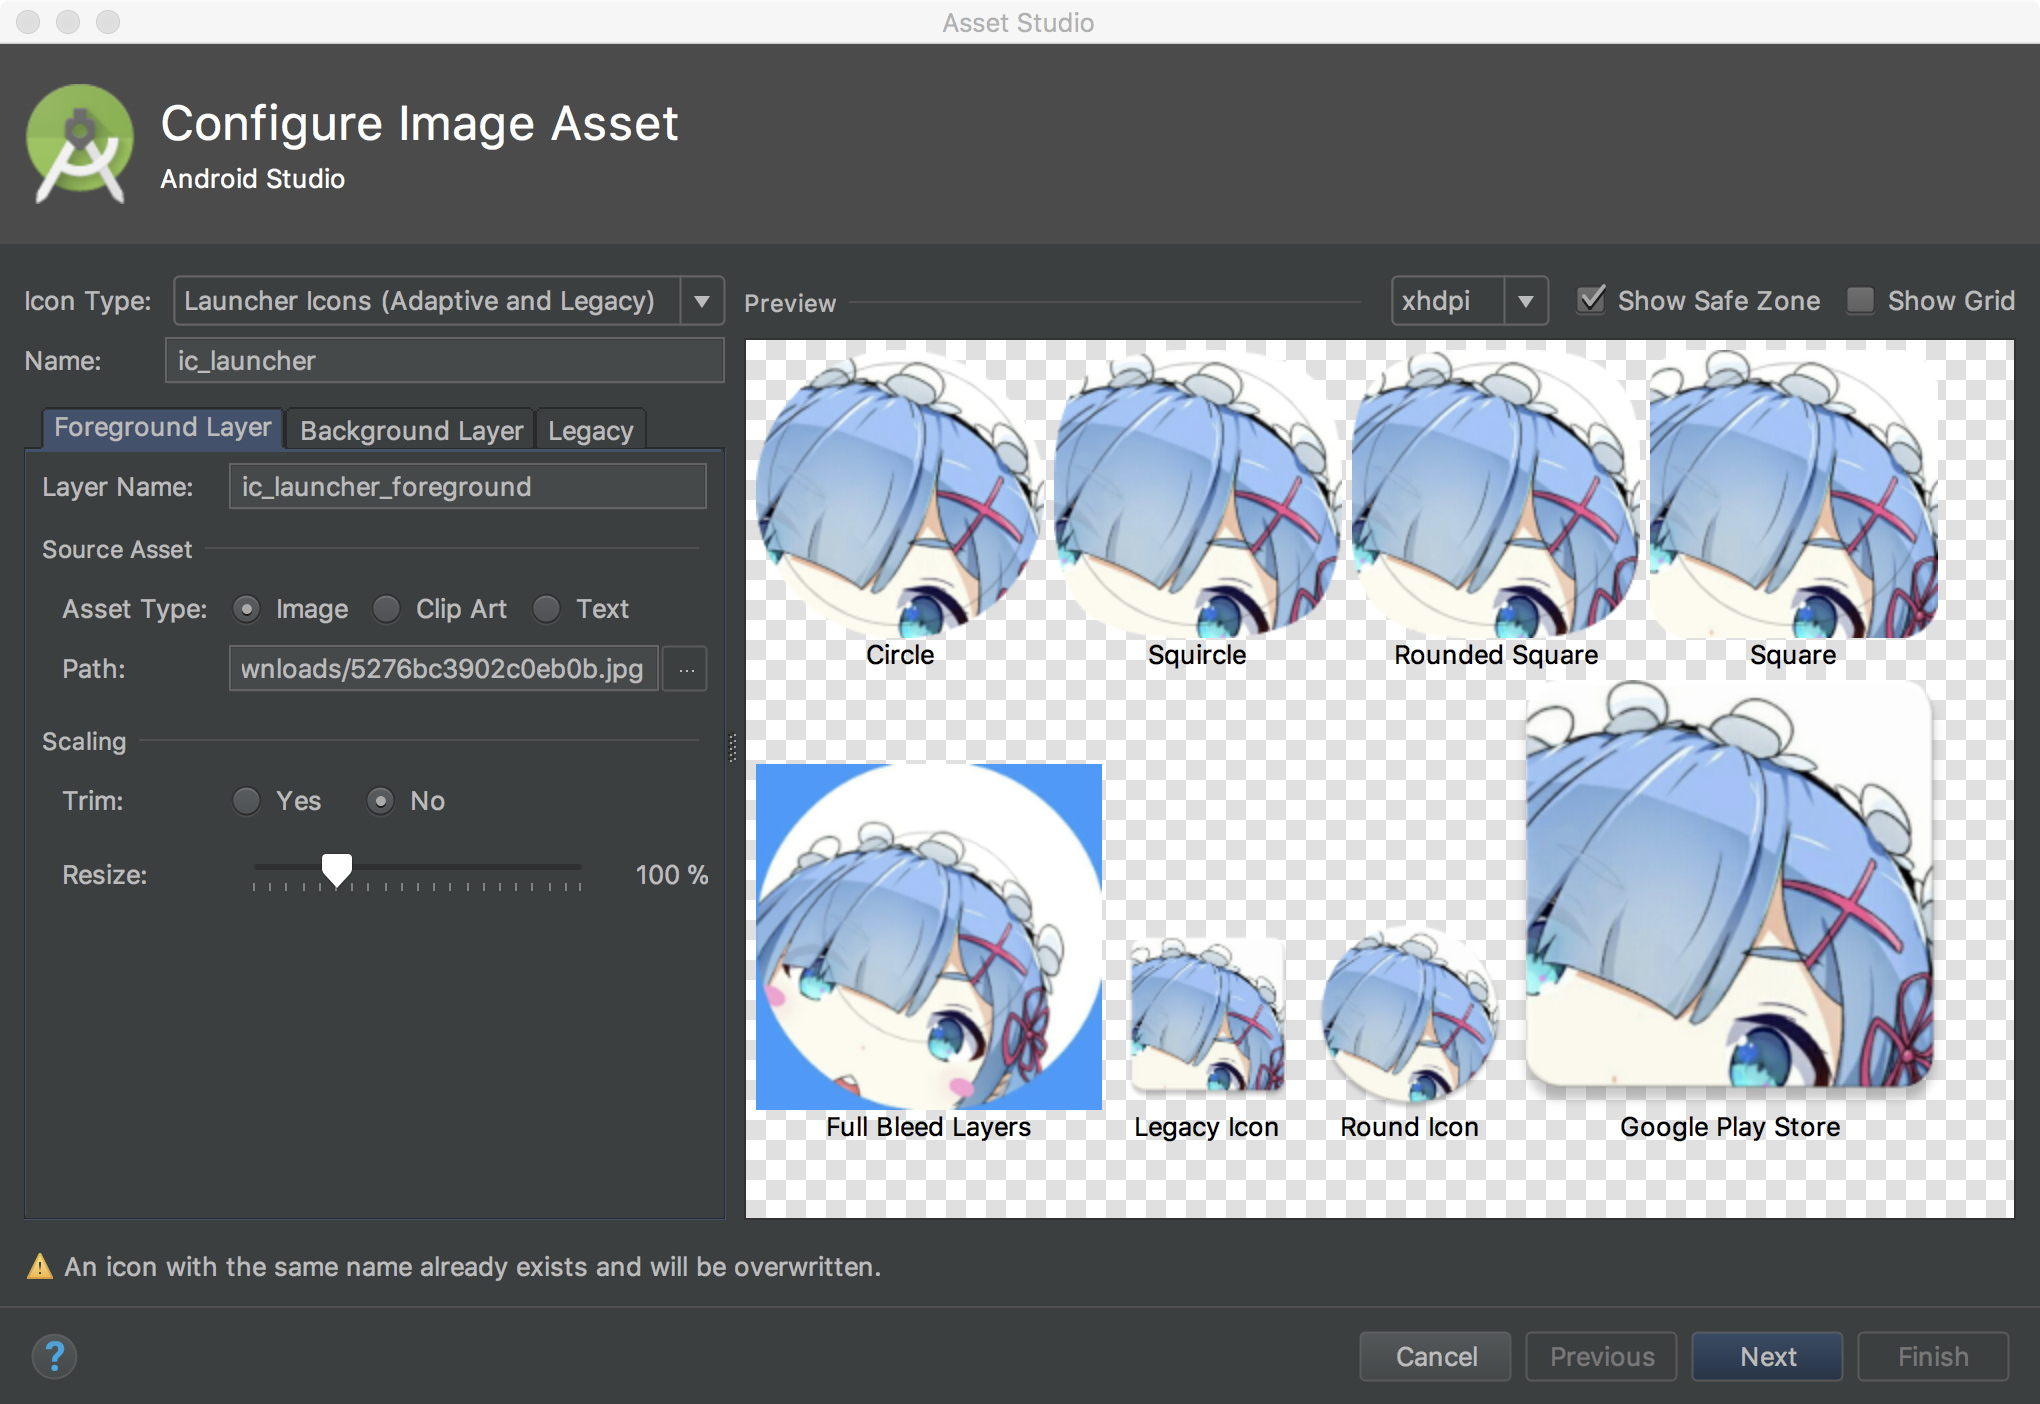 Asset Studio
Configure Image Asset
Android Studio
Icon Type: Launcher Icons (Adaptive and Legacy)
Name: ic_launcher
Foreground Layer Background Layer Legacy
Layer Name: ic_launcher_foreground
Source Asset
Asset Type: Image Clip Art Text
Path: wnloads/5276bc3902c0eb0b.jpg ...
Scaling
Trim: Yes No
Resize: 100 %
Preview xhdpi Show Safe Zone Show Grid
Circle Squircle Rounded Square Square
Full Bleed Layers Legacy Icon Round Icon Google Play Store
An icon with the same name already exists and will be overwritten.
? Cancel Previous Next Finish